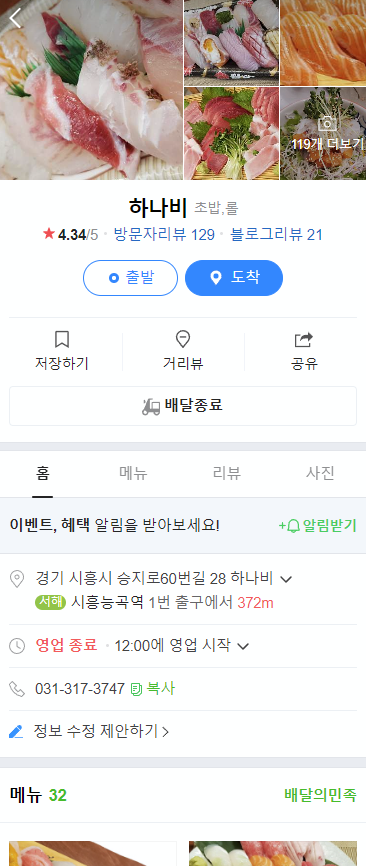 119개 더보기
하나비 초밥,롤
4.34/5 · 방문자리뷰 129 · 블로그리뷰 21
출발 도착
저장하기 거리뷰 공유
배달종료
홈 메뉴 리뷰 사진
이벤트, 혜택 알림을 받아보세요! +알림받기
경기 시흥시 승지로60번길 28 하나비
서해 시흥능곡역 1번 출구에서 372m
영업 종료 · 12:00에 영업 시작
031-317-3747 복사
정보 수정 제안하기
메뉴 32 배달의민족